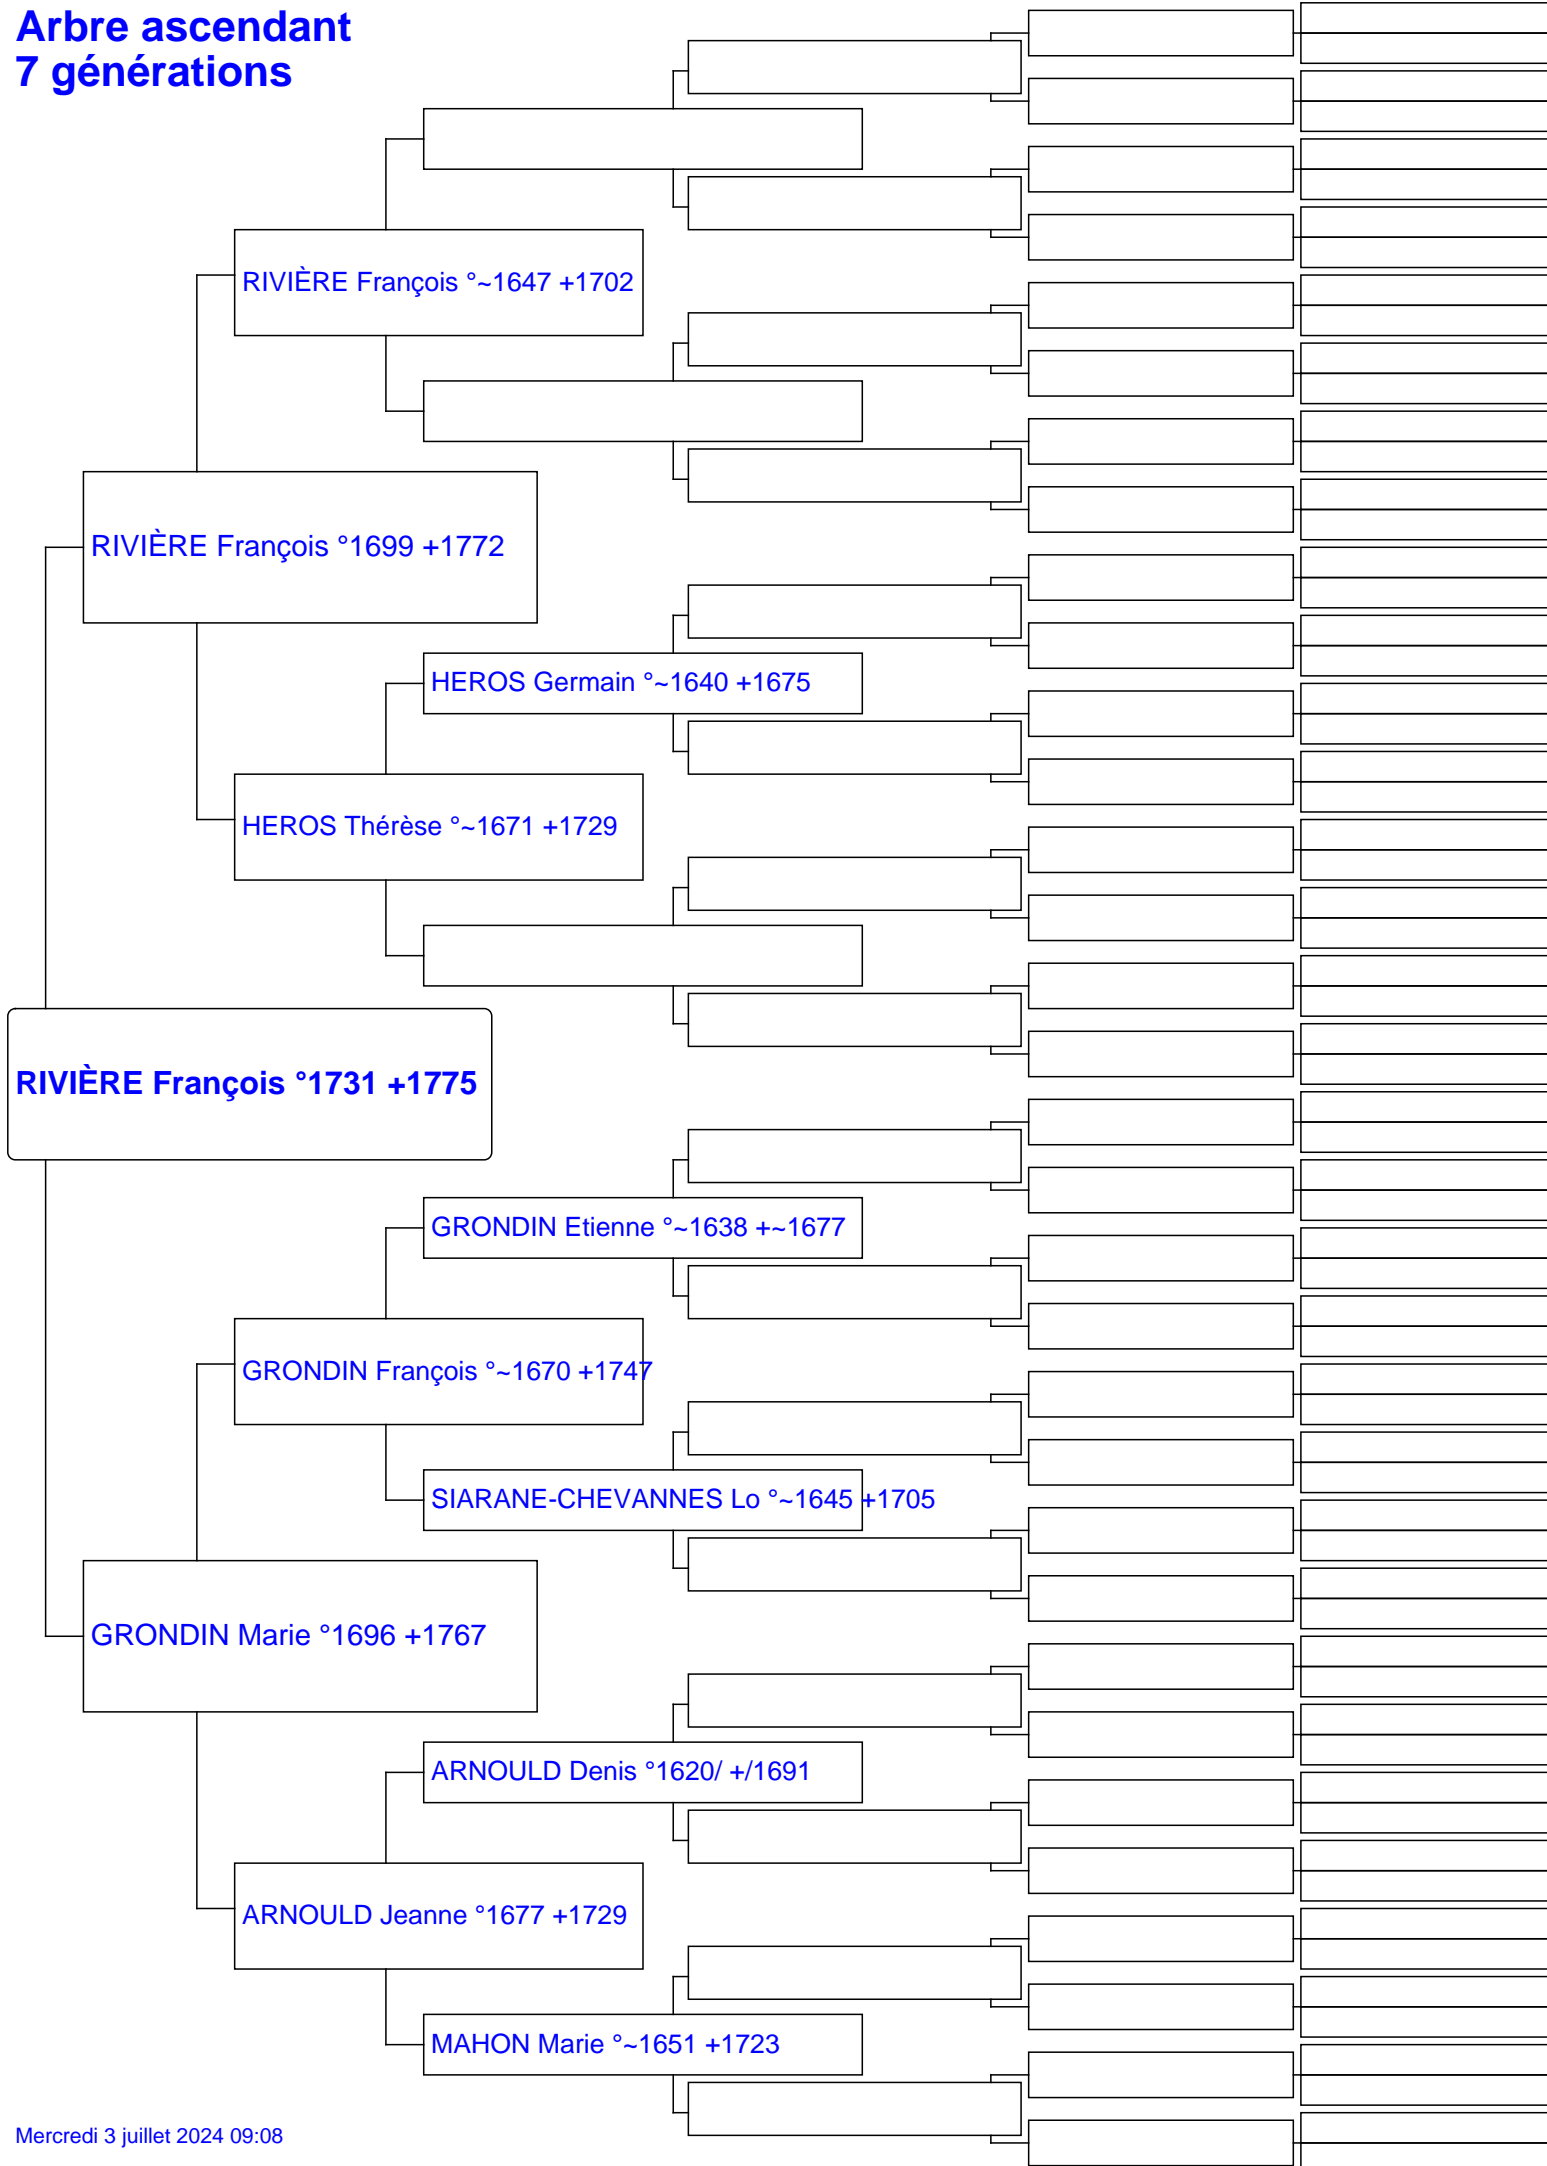 Arbre ascendant
7 générations
RIVIÈRE François °~1647 +1702
RIVIÈRE François °1699 +1772
HEROS Germain °~1640 +1675
HEROS Thérèse °~1671 +1729
RIVIÈRE François °1731 +1775
GRONDIN Etienne °~1638 +~1677
GRONDIN François °~1670 +1747
SIARANE-CHEVANNES Lo °~1645 +1705
GRONDIN Marie °1696 +1767
ARNOULD Denis °1620/ +/1691
ARNOULD Jeanne °1677 +1729
MAHON Marie °~1651 +1723
Mercredi 3 juillet 2024 09:08